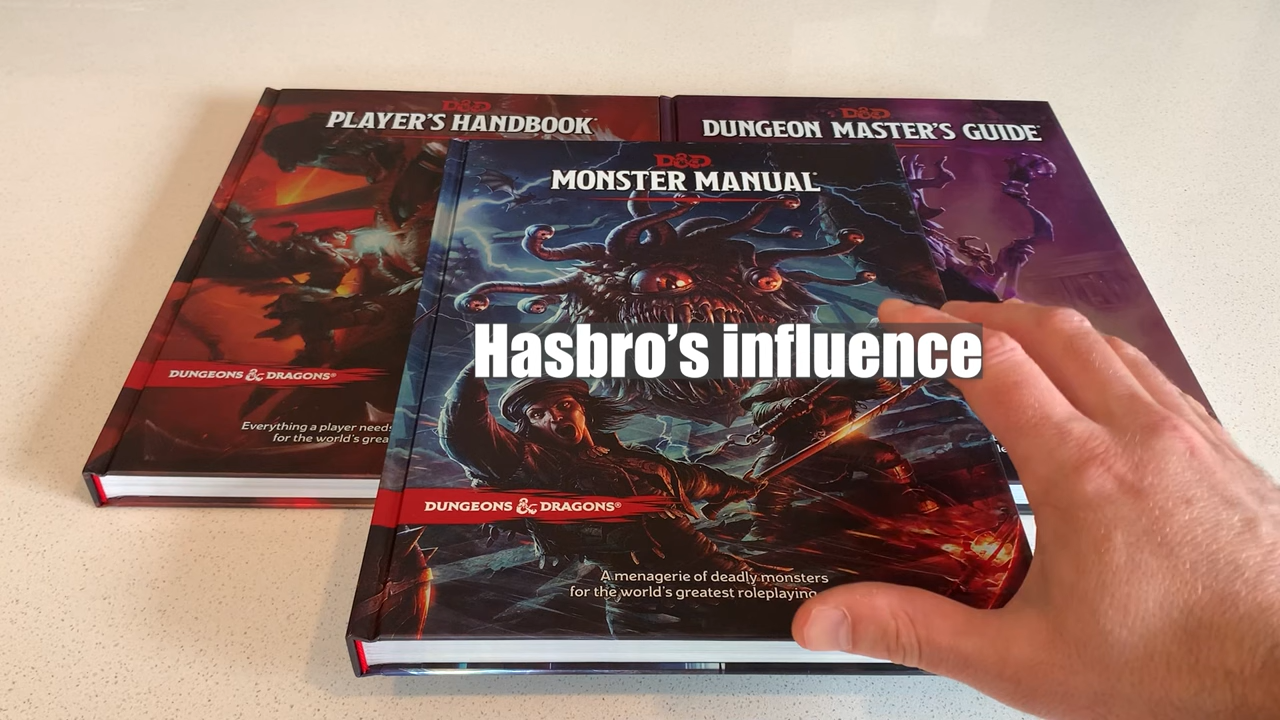 D&D
PLAYER'S HANDBOOK
D&D
DUNGEON MASTER'S GUIDE
D&D
MONSTER MANUAL
Hasbro's influence
DUNGEONS & DRAGONS®
Everything a player needs
for the world's grea
DUNGEONS & DRAGONS®
A menagerie of deadly monsters
for the world's greatest roleplaying